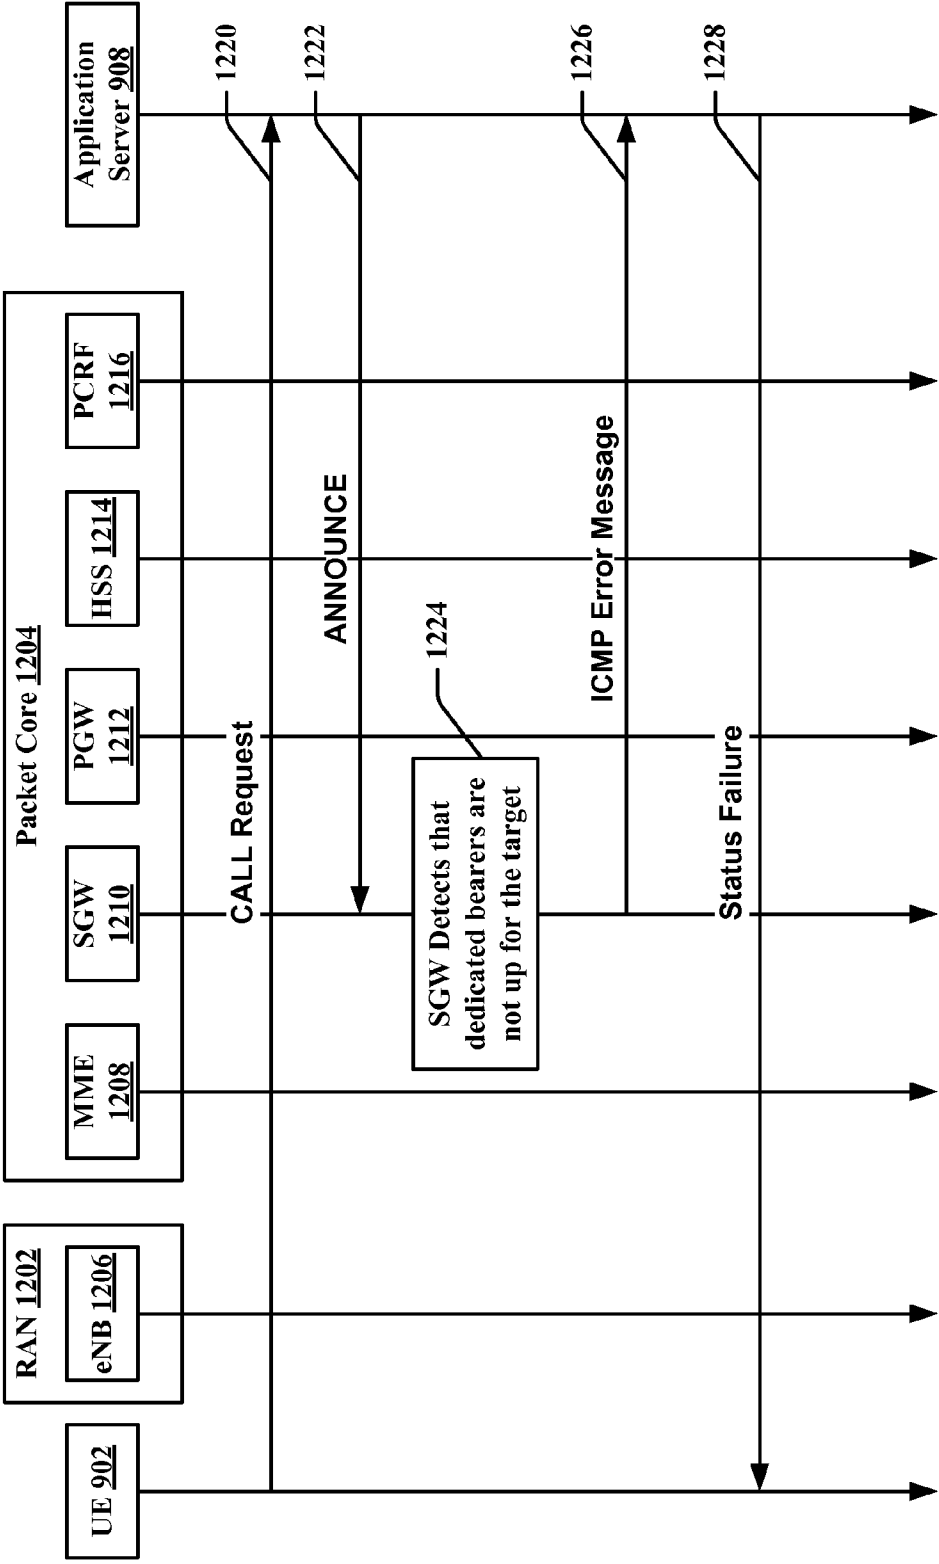 UE 902
RAN 1202
eNB 1206
Packet Core 1204
MME
1208
SGW
1210
PGW
1212
HSS 1214
PCRF
1216
Application
Server 908
CALL Request
1220
ANNOUNCE
1222
SGW Detects that
dedicated bearers are
not up for the target
1224
ICMP Error Message
1226
Status Failure
1228